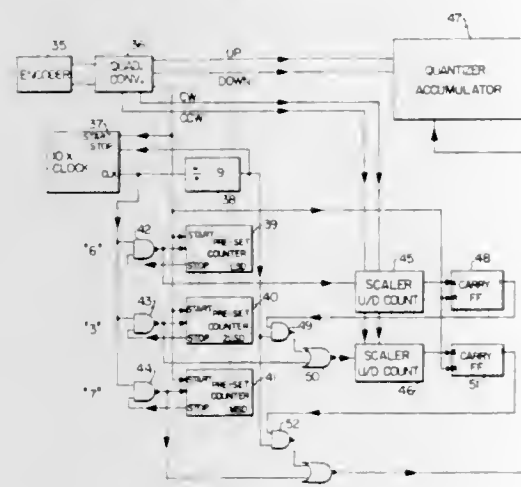 35
36
47
ENCODER
QUAD.
CONV.
UP
DOWN
QUANTIZER
ACCUMULATOR
CW
CCW
37
START
STOP
10 X
CLOCK
CLK
÷ 9
38
42
39
"6"
START
PRE-SET
COUNTER
STOP
LSD
45
48
SCALER
U/D COUNT
CARRY
FF
43
40
"3"
START
PRE-SET
COUNTER
STOP
2LSD
49
50
SCALER
U/D COUNT
46
CARRY
FF
51
44
41
"7"
START
PRE-SET
COUNTER
STOP
MSD
52